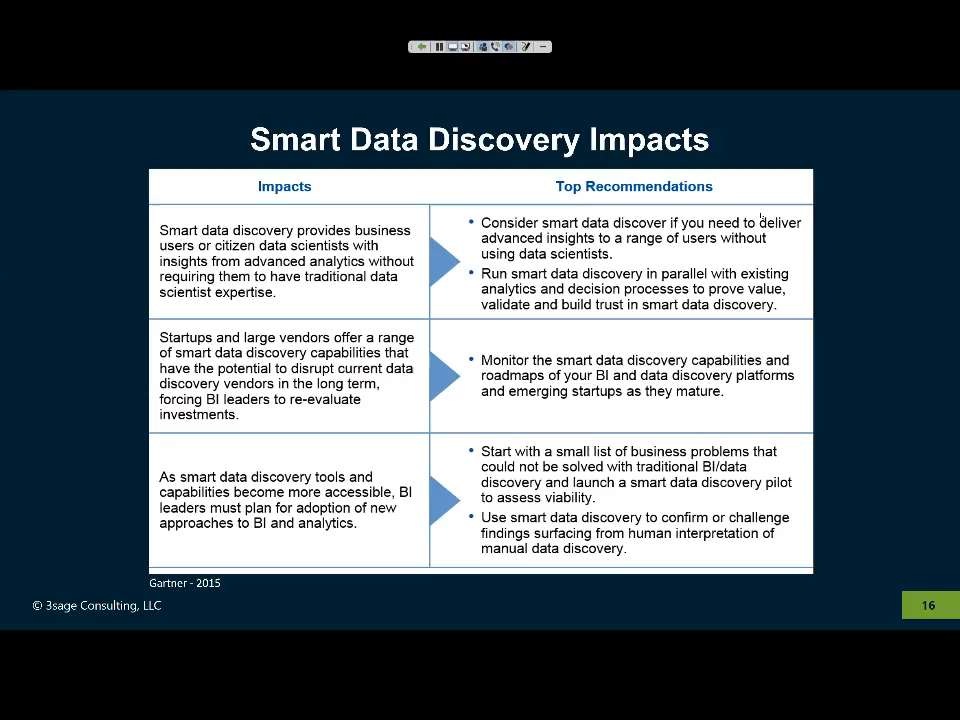 Smart Data Discovery Impacts
Impacts
Top Recommendations
Smart data discovery provides business
users or citizen data scientists with
insights from advanced analytics without
requiring them to have traditional data
scientist expertise.
• Consider smart data discover if you need to deliver
advanced insights to a range of users without
using data scientists.
• Run smart data discovery in parallel with existing
analytics and decision processes to prove value,
validate and build trust in smart data discovery.
Startups and large vendors offer a range
of smart data discovery capabilities that
have the potential to disrupt current data
discovery vendors in the long term,
forcing BI leaders to re-evaluate
investments.
• Monitor the smart data discovery capabilities and
roadmaps of your BI and data discovery platforms
and emerging startups as they mature.
As smart data discovery tools and
capabilities become more accessible, BI
leaders must plan for adoption of new
approaches to BI and analytics.
• Start with a small list of business problems that
could not be solved with traditional BI/data
discovery and launch a smart data discovery pilot
to assess viability.
• Use smart data discovery to confirm or challenge
findings surfacing from human interpretation of
manual data discovery.
Gartner - 2015
© 3sage Consulting, LLC
16